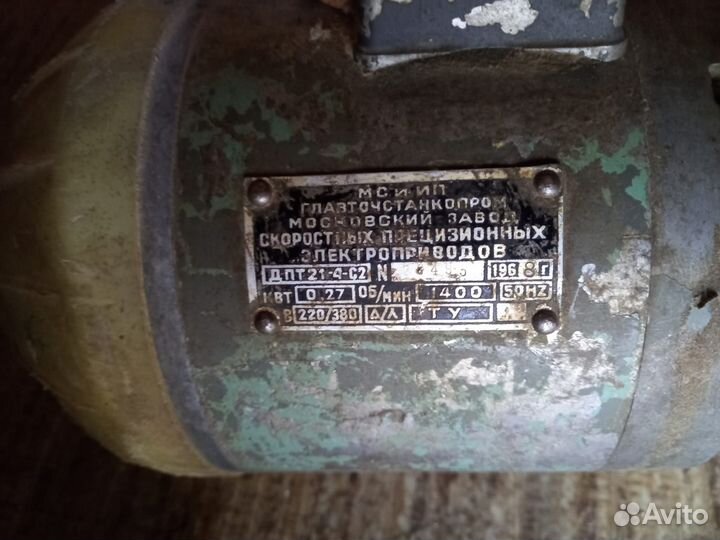 МС и ИП
ГЛАВТОЧСТАНКОПРОМ
МОСКОВСКИЙ ЗАВОД
СКОРОСТНЫХ ПРЕЦИЗИОННЫХ
ЭЛЕКТРОПРИВОДОВ
ДПТ21-4-С2 N 1968г
КВТ 0,27 ОБ/МИН 1400 50HZ
В 220/380 Δ/Λ ТУ
Avito